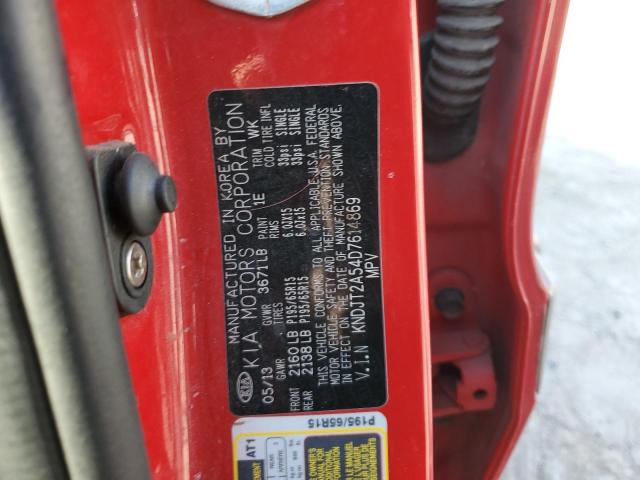 KIA
MANUFACTURED IN KOREA BY
KIA MOTORS CORPORATION
05/13 GVWR 3671LB PAINT 1E TRIM WK
GAWR TIRES RIMS COLD TIRE INFL
FRONT 2160LB P195/65R15 6.0JX15 33psi SINGLE
REAR 2138LB P195/65R15 6.0JX15 33psi SINGLE
THIS VEHICLE CONFORMS TO ALL APPLICABLE U.S.A. FEDERAL
MOTOR VEHICLE SAFETY AND THEFT PREVENTION STANDARDS
IN EFFECT ON THE DATE OF MANUFACTURE SHOWN ABOVE.
V.I.N KNDJT2A54D7614869
MPV
AT1
P195/65R15